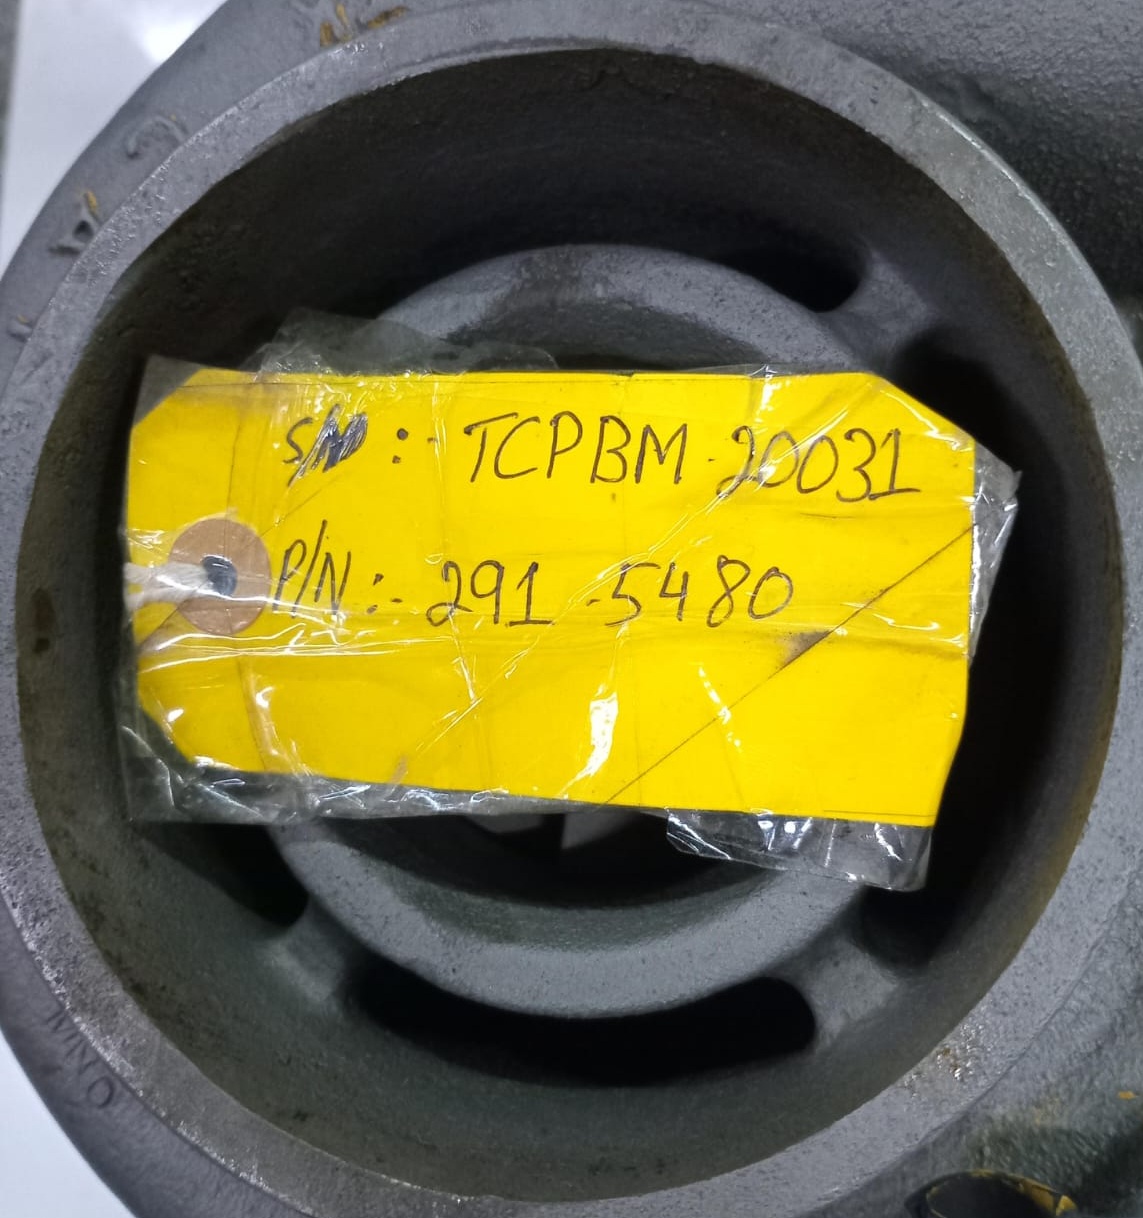 S/N :- TCPBM-20031
P/N :- 291-5480